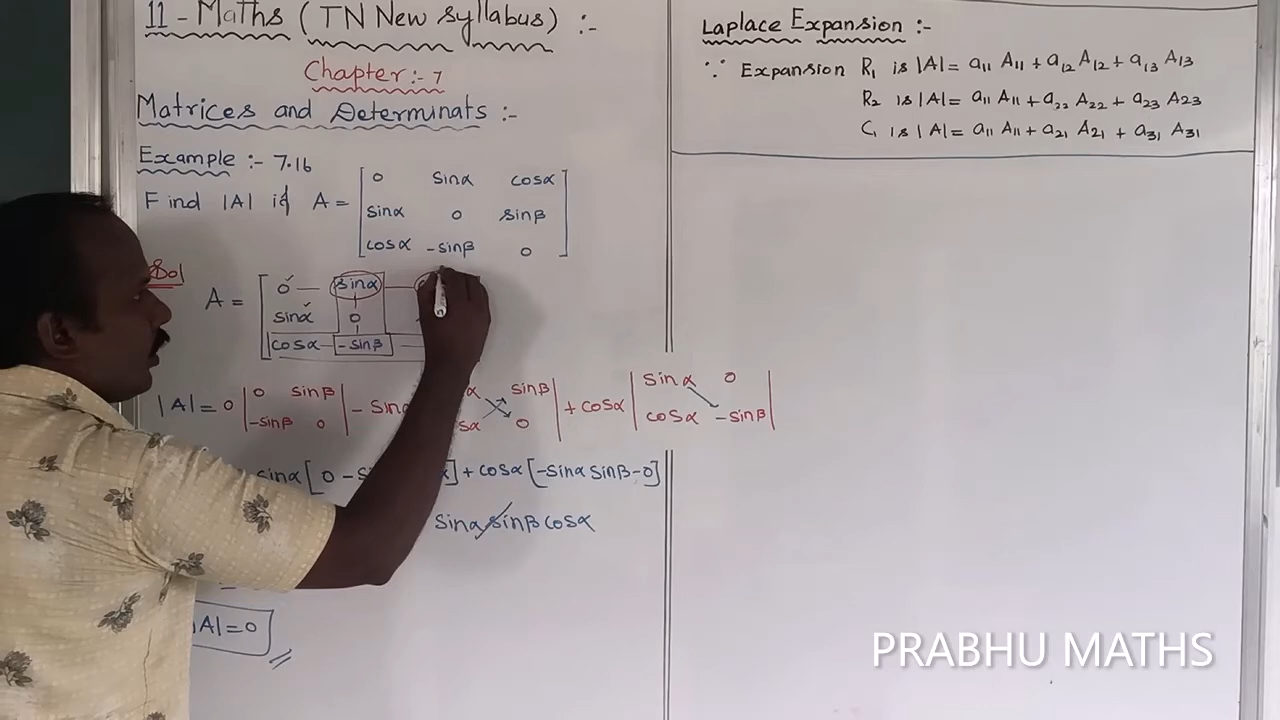 11 - Maths ( TN New Syllabus) :-
Chapter :- 7
Matrices and Determinats :-
Example :- 7.16
Find |A| if A = [ 0 Sinα cosα
sinα 0 sinβ
cosα -sinβ 0 ]
Sol
A = [ 0 sinα
sinα 0
cosα -sinβ
|A| = 0 | 0 sinβ | - Sin sinβ | + cosα | sinα 0 |
-sinβ 0 0 cosα -sinβ
sinα [ 0 - ] + cosα [-sinα sinβ - 0]
sinα sinβ cosα
|A| = 0
Laplace Expansion :-
∵ Expansion R₁ is |A| = a₁₁ A₁₁ + a₁₂ A₁₂ + a₁₃ A₁₃
R₂ is |A| = a₁₁ A₁₁ + a₂₂ A₂₂ + a₂₃ A₂₃
C₁ is |A| = a₁₁ A₁₁ + a₂₁ A₂₁ + a₃₁ A₃₁
PRABHU MATHS